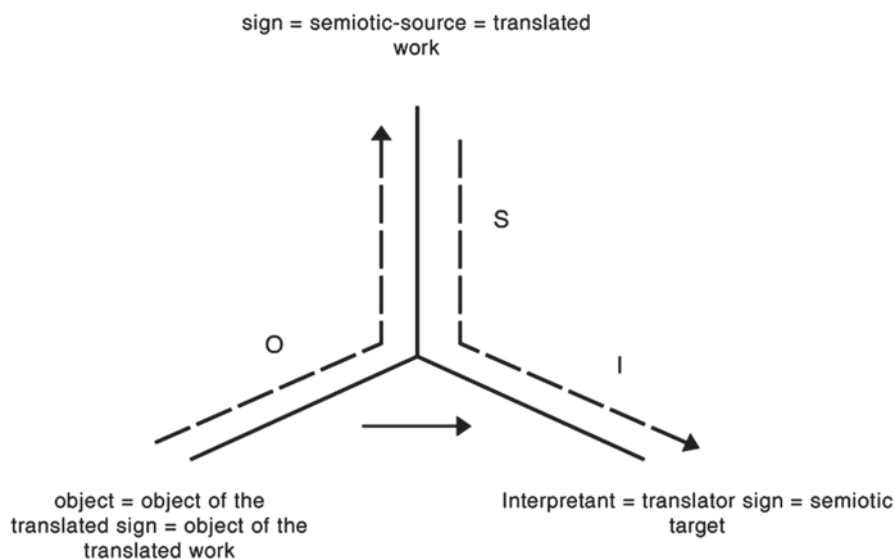 sign = semiotic-source = translated
work
S
O
I
object = object of the
translated sign = object of the
translated work
Interpretant = translator sign = semiotic
target